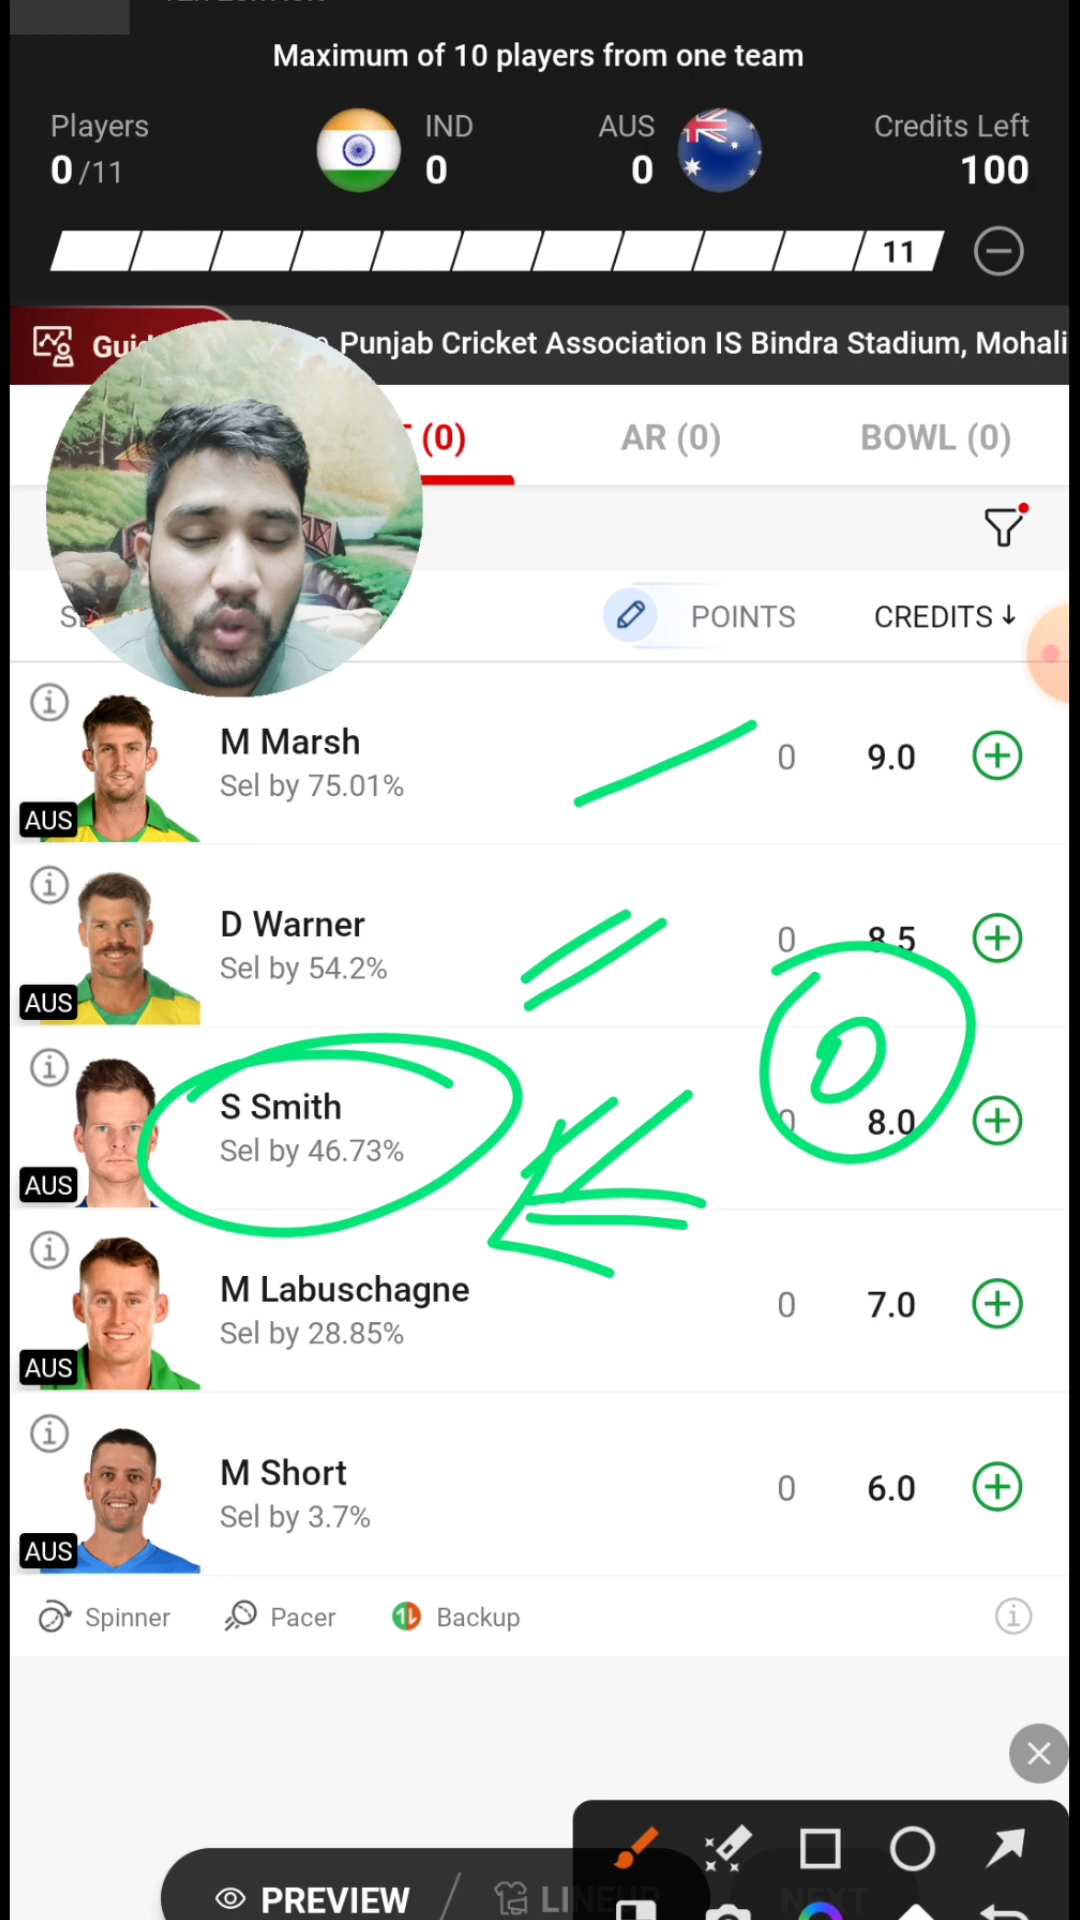 Maximum of 10 players from one team
Players IND AUS Credits Left
0/11 0 0 100
11
Punjab Cricket Association IS Bindra Stadium, Mohali
(0) AR (0) BOWL (0)
POINTS CREDITS ↓
M Marsh
Sel by 75.01%
0 9.0
AUS
D Warner
Sel by 54.2%
0 8.5
AUS
0
S Smith
Sel by 46.73%
0 8.0
AUS
M Labuschagne
Sel by 28.85%
0 7.0
AUS
M Short
Sel by 3.7%
0 6.0
AUS
Spinner Pacer Backup
PREVIEW LINEUP NEXT